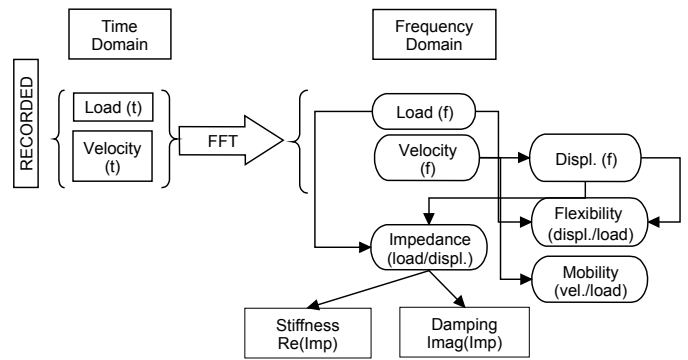 Time
Domain
Frequency
Domain
RECORDED
Load (t)
Velocity
(t)
FFT
Load (f)
Velocity
(f)
Displ. (f)
Flexibility
(displ./load)
Impedance
(load/displ.)
Mobility
(vel./load)
Stiffness
Re(Imp)
Damping
Imag(Imp)